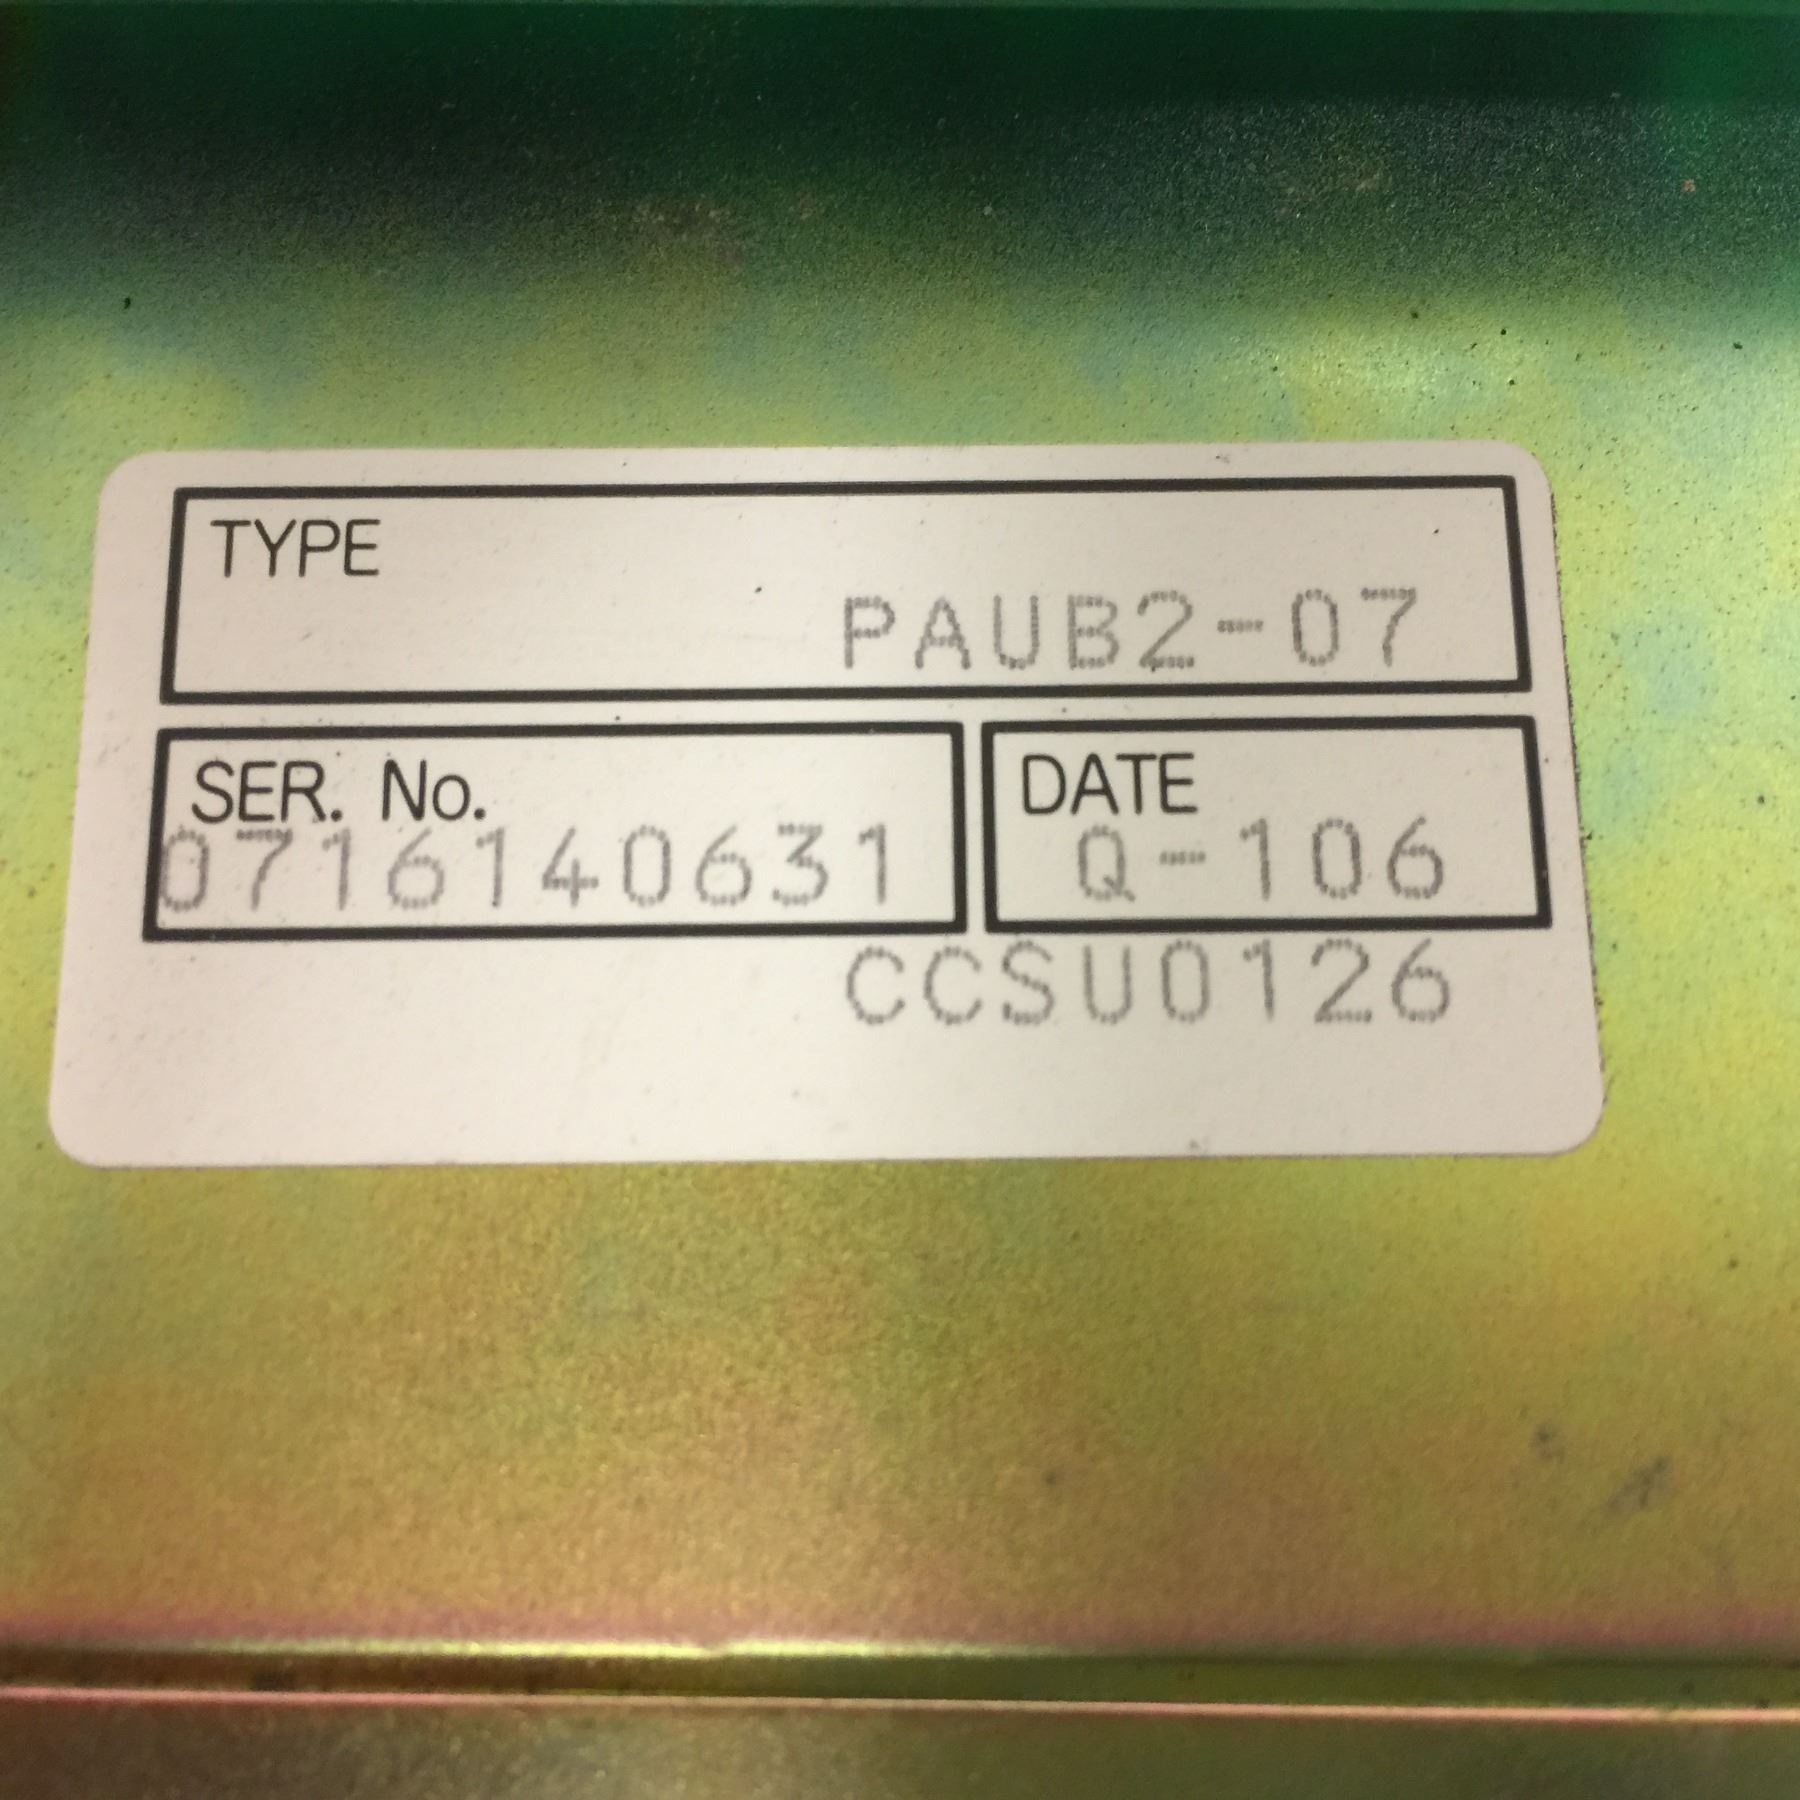 TYPE
PAUB2-07
SER. No.
0716140631
DATE
Q-106
CCSU0126